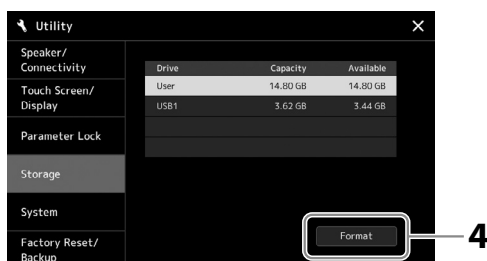 Utility
Speaker/
Connectivity
Touch Screen/
Display
Parameter Lock
Storage
System
Factory Reset/
Backup
Drive Capacity Available
User 14.80 GB 14.80 GB
USB1 3.62 GB 3.44 GB
Format
4